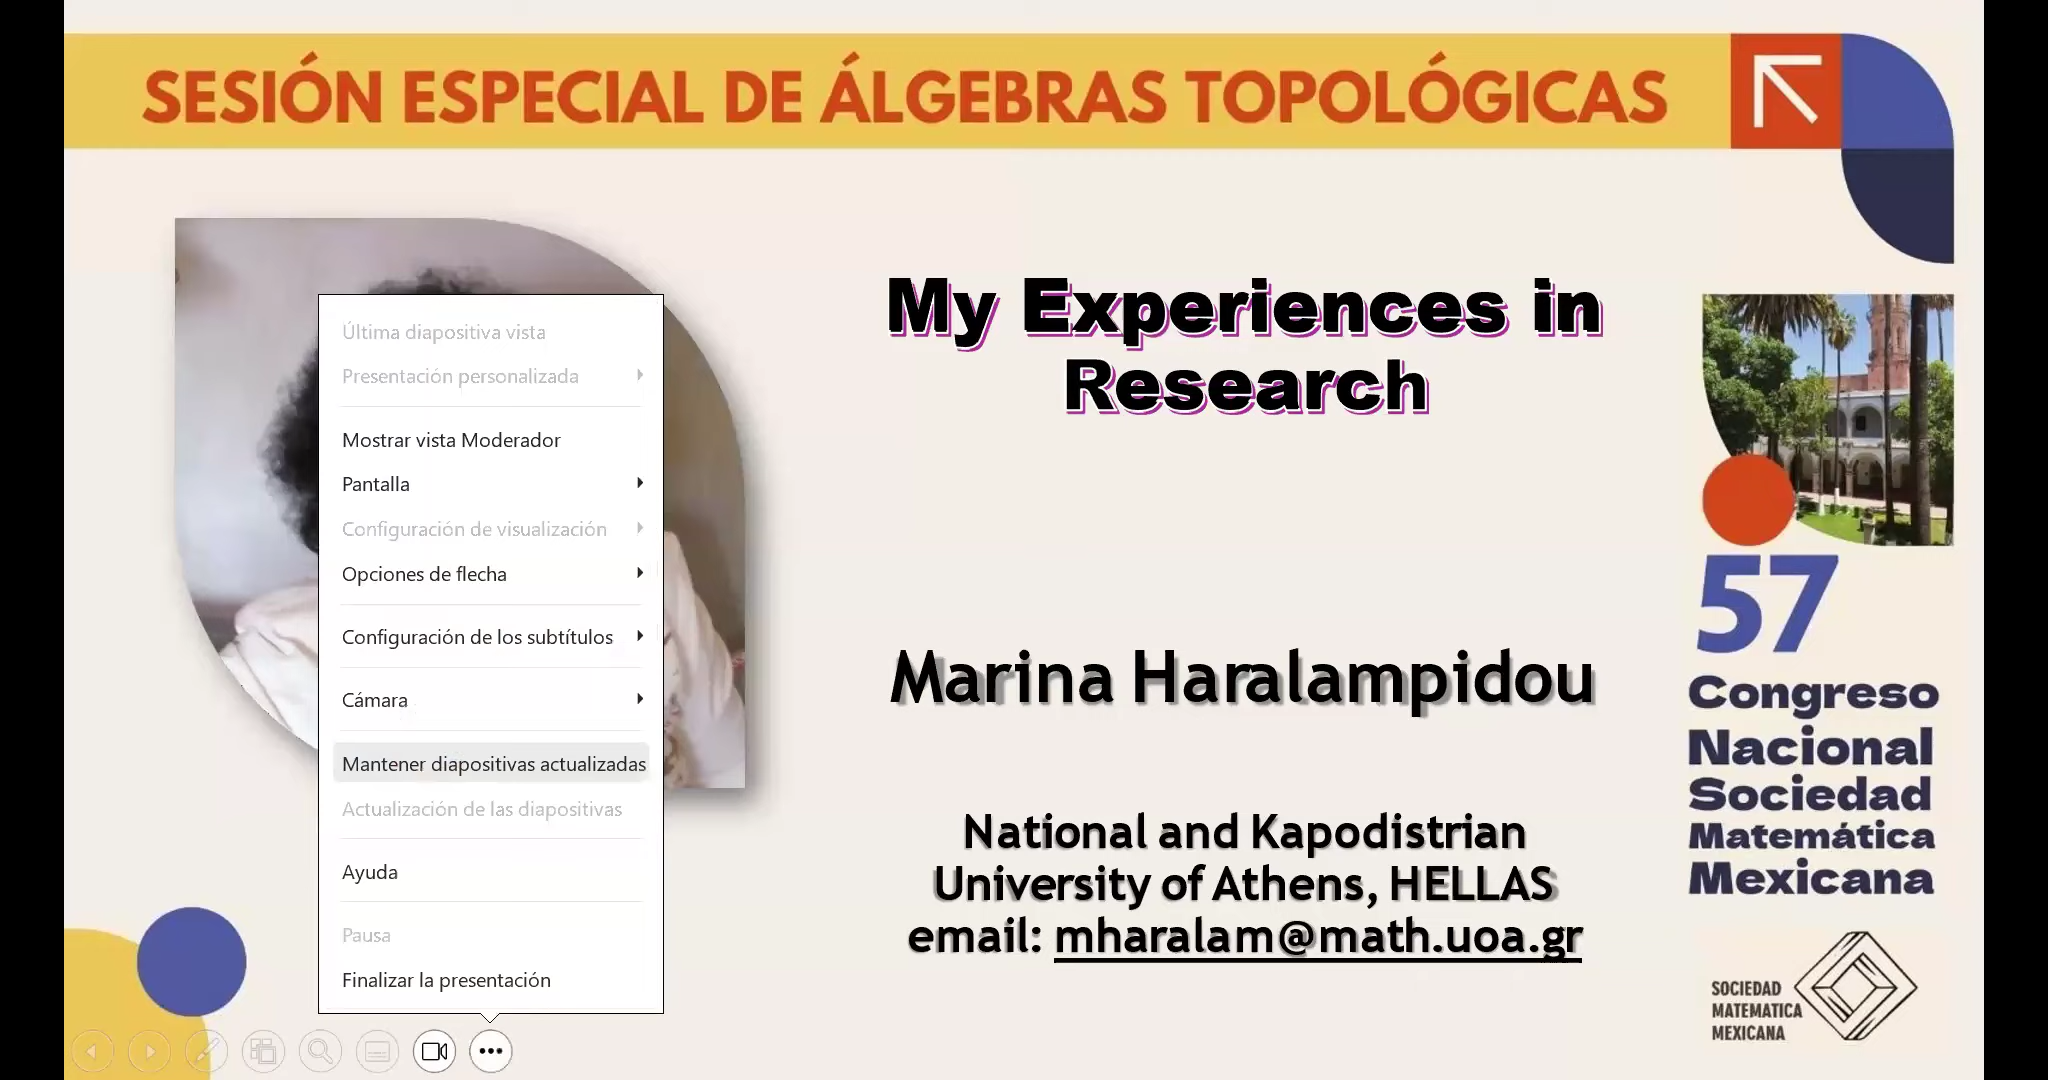 SESIÓN ESPECIAL DE ÁLGEBRAS TOPOLÓGICAS
My Experiences in
Research
Marina Haralampidou
National and Kapodistrian
University of Athens, HELLAS
email: mharalam@math.uoa.gr
Última diapositiva vista
Presentación personalizada
Mostrar vista Moderador
Pantalla
Configuración de visualización
Opciones de flecha
Configuración de los subtítulos
Cámara
Mantener diapositivas actualizadas
Actualización de las diapositivas
Ayuda
Pausa
Finalizar la presentación
57
Congreso
Nacional
Sociedad
Matemática
Mexicana
SOCIEDAD
MATEMATICA
MEXICANA